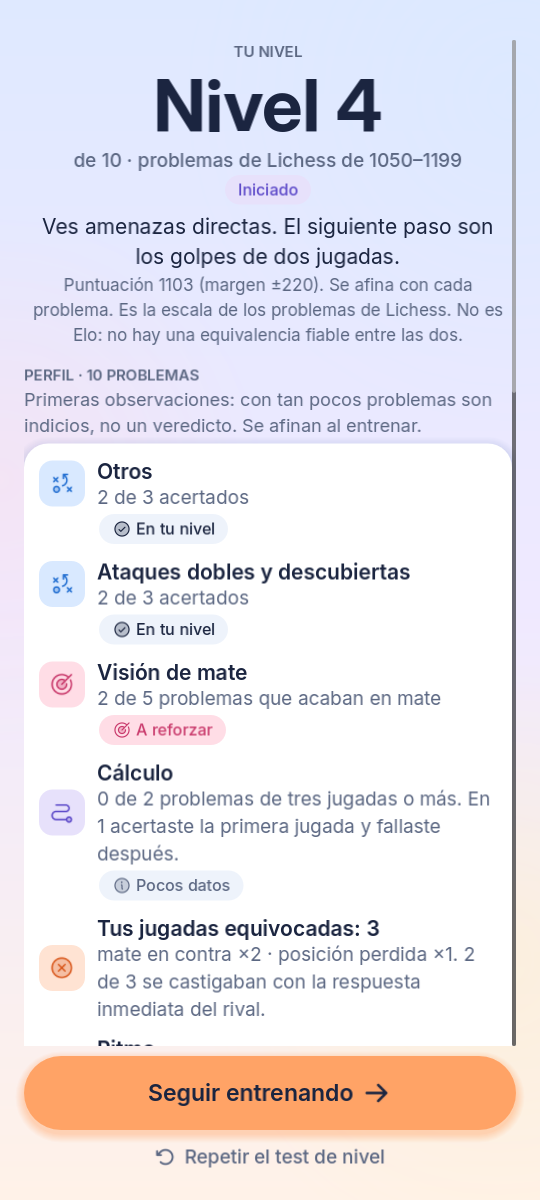 TU NIVEL
Nivel 4
de 10 · problemas de Lichess de 1050–1199
Iniciado
Ves amenazas directas. El siguiente paso son
los golpes de dos jugadas.
Puntuación 1103 (margen ±220). Se afina con cada
problema. Es la escala de los problemas de Lichess. No es
Elo: no hay una equivalencia fiable entre las dos.
PERFIL · 10 PROBLEMAS
Primeras observaciones: con tan pocos problemas son
indicios, no un veredicto. Se afinan al entrenar.
Otros
2 de 3 acertados
En tu nivel
Ataques dobles y descubiertas
2 de 3 acertados
En tu nivel
Visión de mate
2 de 5 problemas que acaban en mate
A reforzar
Cálculo
0 de 2 problemas de tres jugadas o más. En
1 acertaste la primera jugada y fallaste
después.
Pocos datos
Tus jugadas equivocadas: 3
mate en contra ×2 · posición perdida ×1. 2
de 3 se castigaban con la respuesta
inmediata del rival.
Seguir entrenando →
Repetir el test de nivel